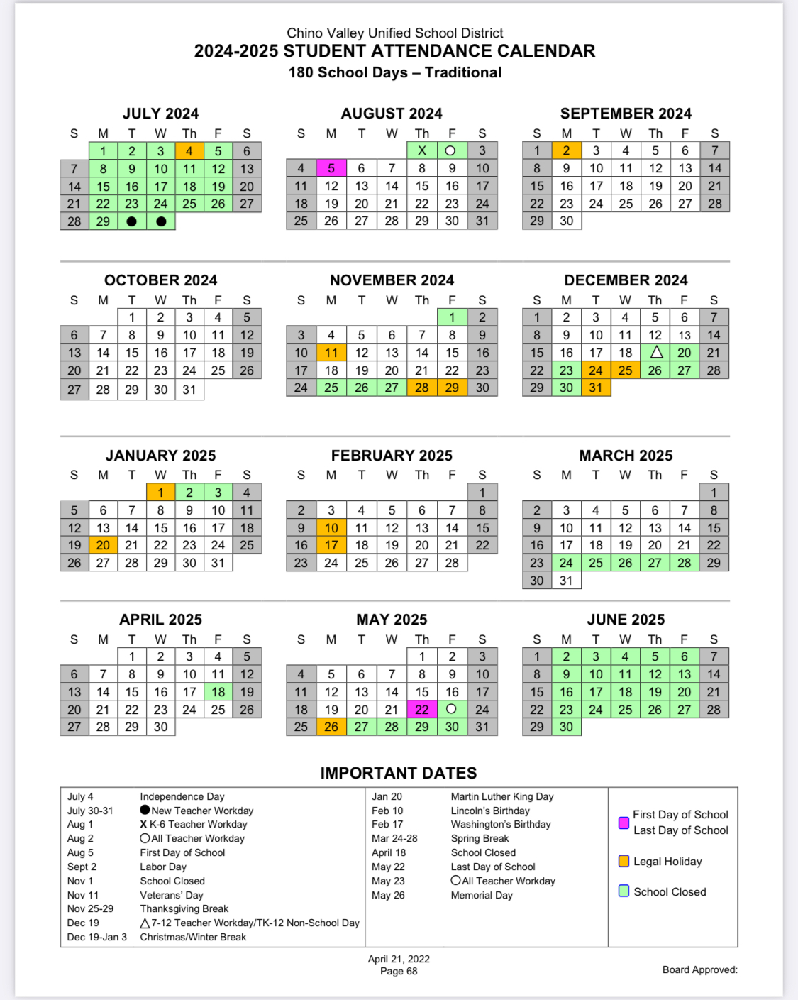 Chino Valley Unified School District
2024-2025 STUDENT ATTENDANCE CALENDAR
180 School Days – Traditional
JULY 2024
S M T W Th F S
1 2 3 4 5 6
7 8 9 10 11 12 13
14 15 16 17 18 19 20
21 22 23 24 25 26 27
28 29 ● ●
AUGUST 2024
S M T W Th F S
X ○ 3
4 5 6 7 8 9 10
11 12 13 14 15 16 17
18 19 20 21 22 23 24
25 26 27 28 29 30 31
SEPTEMBER 2024
S M T W Th F S
1 2 3 4 5 6 7
8 9 10 11 12 13 14
15 16 17 18 19 20 21
22 23 24 25 26 27 28
29 30
OCTOBER 2024
S M T W Th F S
1 2 3 4 5
6 7 8 9 10 11 12
13 14 15 16 17 18 19
20 21 22 23 24 25 26
27 28 29 30 31
NOVEMBER 2024
S M T W Th F S
1 2
3 4 5 6 7 8 9
10 11 12 13 14 15 16
17 18 19 20 21 22 23
24 25 26 27 28 29 30
DECEMBER 2024
S M T W Th F S
1 2 3 4 5 6 7
8 9 10 11 12 13 14
15 16 17 18 △ 20 21
22 23 24 25 26 27 28
29 30 31
JANUARY 2025
S M T W Th F S
1 2 3 4
5 6 7 8 9 10 11
12 13 14 15 16 17 18
19 20 21 22 23 24 25
26 27 28 29 30 31
FEBRUARY 2025
S M T W Th F S
1
2 3 4 5 6 7 8
9 10 11 12 13 14 15
16 17 18 19 20 21 22
23 24 25 26 27 28
MARCH 2025
S M T W Th F S
1
2 3 4 5 6 7 8
9 10 11 12 13 14 15
16 17 18 19 20 21 22
23 24 25 26 27 28 29
30 31
APRIL 2025
S M T W Th F S
1 2 3 4 5
6 7 8 9 10 11 12
13 14 15 16 17 18 19
20 21 22 23 24 25 26
27 28 29 30
MAY 2025
S M T W Th F S
1 2 3
4 5 6 7 8 9 10
11 12 13 14 15 16 17
18 19 20 21 22 ○ 24
25 26 27 28 29 30 31
JUNE 2025
S M T W Th F S
1 2 3 4 5 6 7
8 9 10 11 12 13 14
15 16 17 18 19 20 21
22 23 24 25 26 27 28
29 30
IMPORTANT DATES
July 4 Independence Day
July 30-31 ● New Teacher Workday
Aug 1 X K-6 Teacher Workday
Aug 2 ○ All Teacher Workday
Aug 5 First Day of School
Sept 2 Labor Day
Nov 1 School Closed
Nov 11 Veterans' Day
Nov 25-29 Thanksgiving Break
Dec 19 △ 7-12 Teacher Workday/TK-12 Non-School Day
Dec 19-Jan 3 Christmas/Winter Break
Jan 20 Martin Luther King Day
Feb 10 Lincoln's Birthday
Feb 17 Washington's Birthday
Mar 24-28 Spring Break
April 18 School Closed
May 22 Last Day of School
May 23 ○ All Teacher Workday
May 26 Memorial Day
First Day of School
Last Day of School
Legal Holiday
School Closed
April 21, 2022
Page 68
Board Approved: